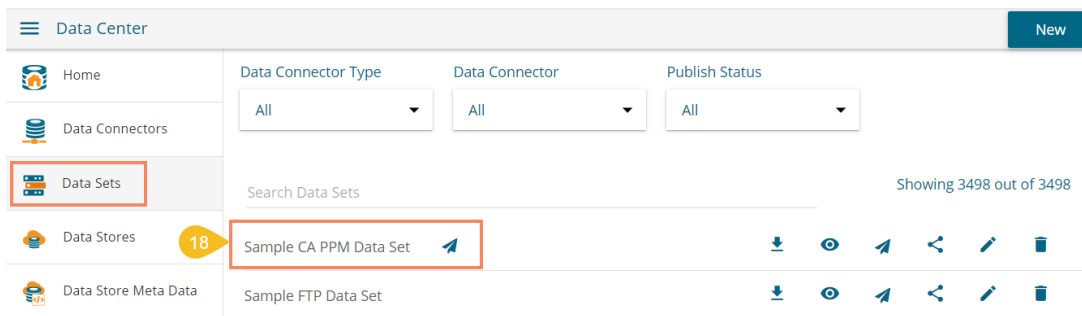 Data Center
New
Home
Data Connectors
Data Sets
Data Stores
Data Store Meta Data
Data Connector Type
Data Connector
Publish Status
All
All
All
Search Data Sets
Showing 3498 out of 3498
18
Sample CA PPM Data Set
Sample FTP Data Set